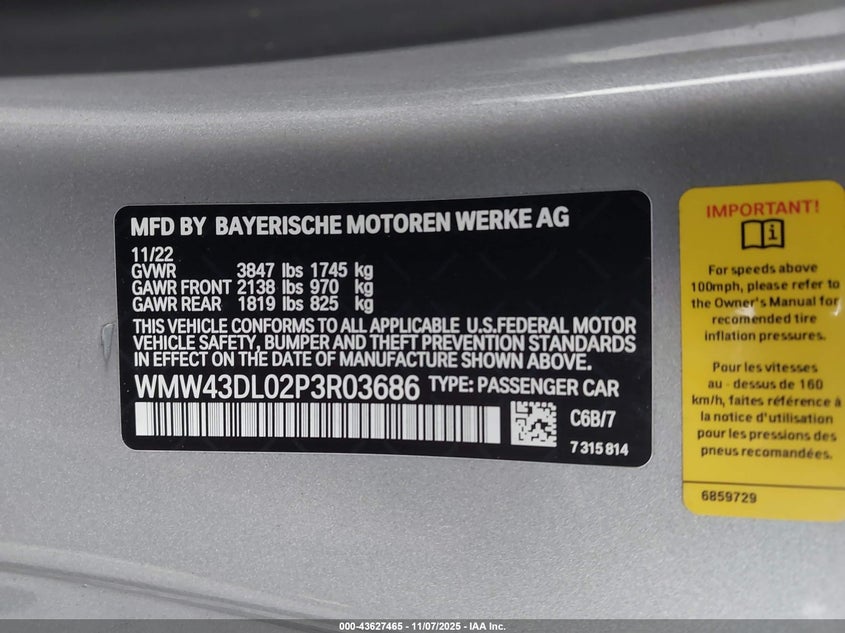 MFD BY BAYERISCHE MOTOREN WERKE AG
11/22
GVWR 3847 lbs 1745 kg
GAWR FRONT 2138 lbs 970 kg
GAWR REAR 1819 lbs 825 kg
THIS VEHICLE CONFORMS TO ALL APPLICABLE U.S.FEDERAL MOTOR
VEHICLE SAFETY, BUMPER AND THEFT PREVENTION STANDARDS
IN EFFECT ON THE DATE OF MANUFACTURE SHOWN ABOVE.
WMW43DL02P3R03686 TYPE: PASSENGER CAR
C6B/7
7 315 814
IMPORTANT!
For speeds above
100mph, please refer to
the Owner's Manual for
recomended tire
inflation pressures.
Pour les vitesses
au - dessus de 160
km/h, faites référence
à la notice d'utilisation
pour les pressions des
pneus recomandées.
6859729
000-43627465 - 11/07/2025 - IAA Inc.